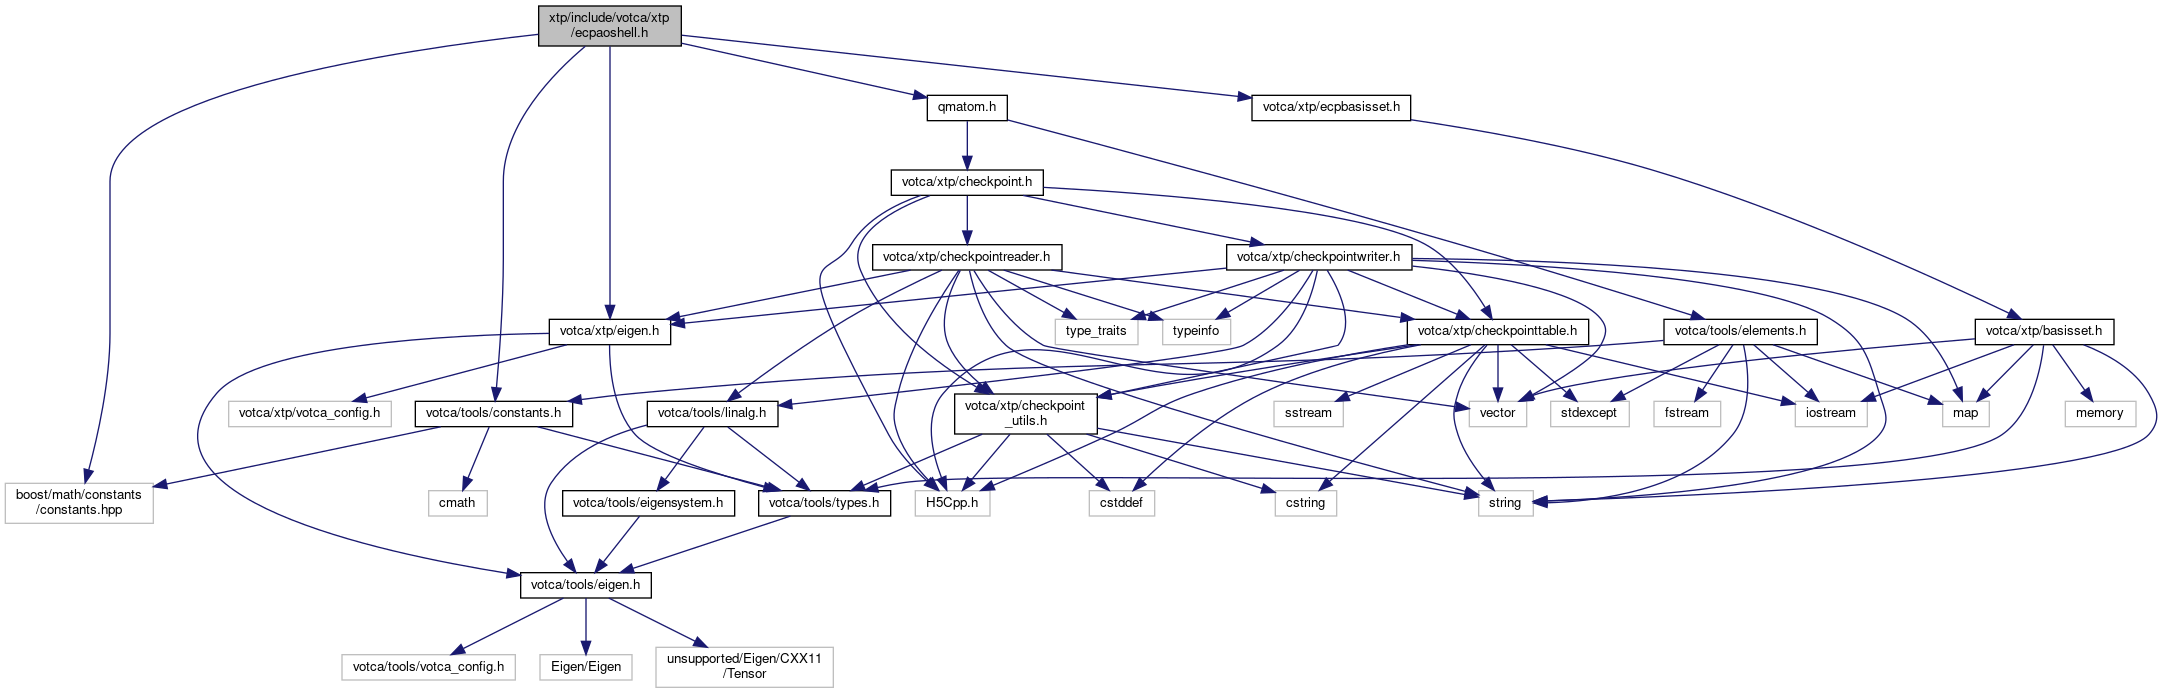 xtp/include/votca/xtp
/ecpaoshell.h
qmatom.h
votca/xtp/ecpbasisset.h
votca/xtp/checkpoint.h
votca/xtp/checkpointreader.h
votca/xtp/checkpointwriter.h
votca/xtp/eigen.h
type_traits
typeinfo
votca/xtp/checkpointtable.h
votca/tools/elements.h
votca/xtp/basisset.h
votca/xtp/votca_config.h
votca/tools/constants.h
votca/tools/linalg.h
votca/xtp/checkpoint
_utils.h
sstream
vector
stdexcept
fstream
iostream
map
memory
boost/math/constants
/constants.hpp
cmath
votca/tools/eigensystem.h
votca/tools/types.h
H5Cpp.h
cstddef
cstring
string
votca/tools/eigen.h
votca/tools/votca_config.h
Eigen/Eigen
unsupported/Eigen/CXX11
/Tensor